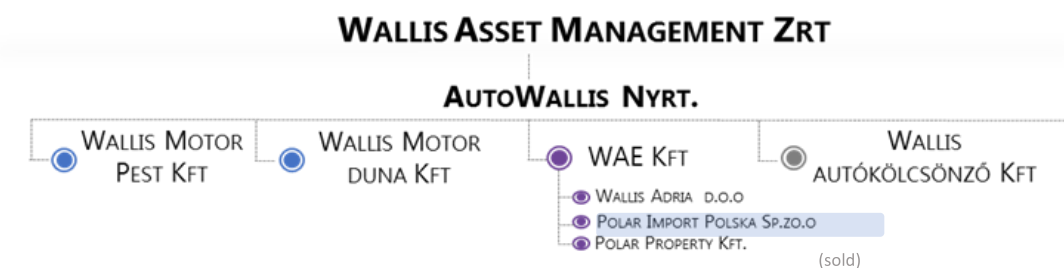 WALLIS ASSET MANAGEMENT ZRT
AUTOWALLIS NYRT.
WALLIS MOTOR
PEST KFT
WALLIS MOTOR
DUNA KFT
WAE KFT
WALLIS
AUTÓKÖLCSÖNZŐ KFT
WALLIS ADRIA D.O.O
POLAR IMPORT POLSKA SP.ZO.O
POLAR PROPERTY KFT.
(sold)